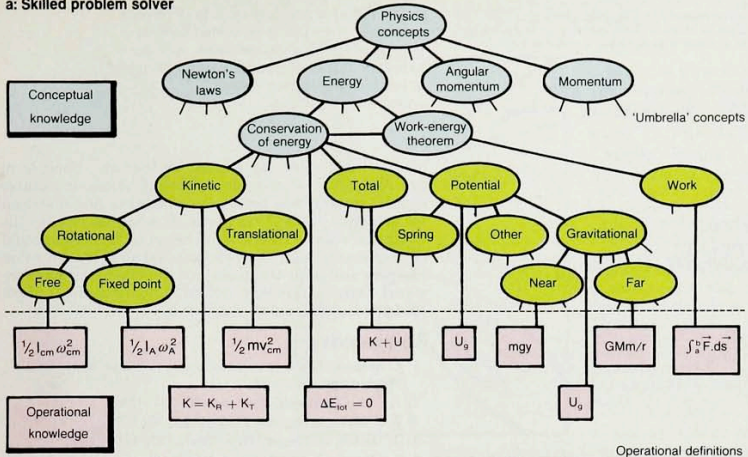 a: Skilled problem solver
Physics
concepts
Newton's
laws
Energy
Angular
momentum
Momentum
Conceptual
knowledge
'Umbrella' concepts
Conservation
of energy
Work-energy
theorem
Kinetic
Total
Potential
Work
Rotational
Translational
Spring
Other
Gravitational
Free
Fixed point
Near
Far
½ I_cm ω²_cm
½ I_A ω²_A
½ mv²_cm
K + U
U_g
mgy
GMm/r
∫_a^b F⃗.ds⃗
K = K_R + K_T
ΔE_tot = 0
U_g
Operational
knowledge
Operational definitions